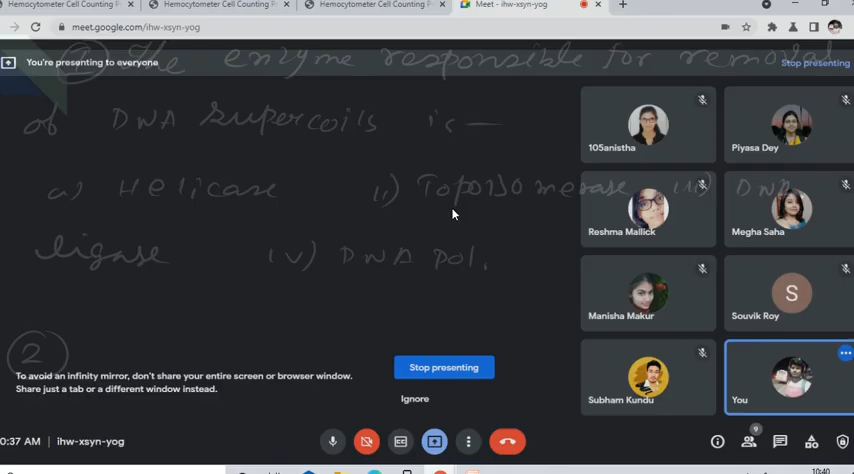 Hemocytometer Cell Counting P
Hemocytometer Cell Counting P
Hemocytometer Cell Counting P
Meet - ihw-xsyn-yog
meet.google.com/ihw-xsyn-yog
① The enzyme responsible for removal
You're presenting to everyone
Stop presenting
of DNA supercoils is —
a) Helicase ii) Topoisomerase iii) DNA
ligase iv) DNA pol.
②
105anistha
Piyasa Dey
Reshma Mallick
Megha Saha
Manisha Makur
Souvik Roy
S
Subham Kundu
You
To avoid an infinity mirror, don't share your entire screen or browser window.
Share just a tab or a different window instead.
Stop presenting
Ignore
0:37 AM
ihw-xsyn-yog
9
10:40